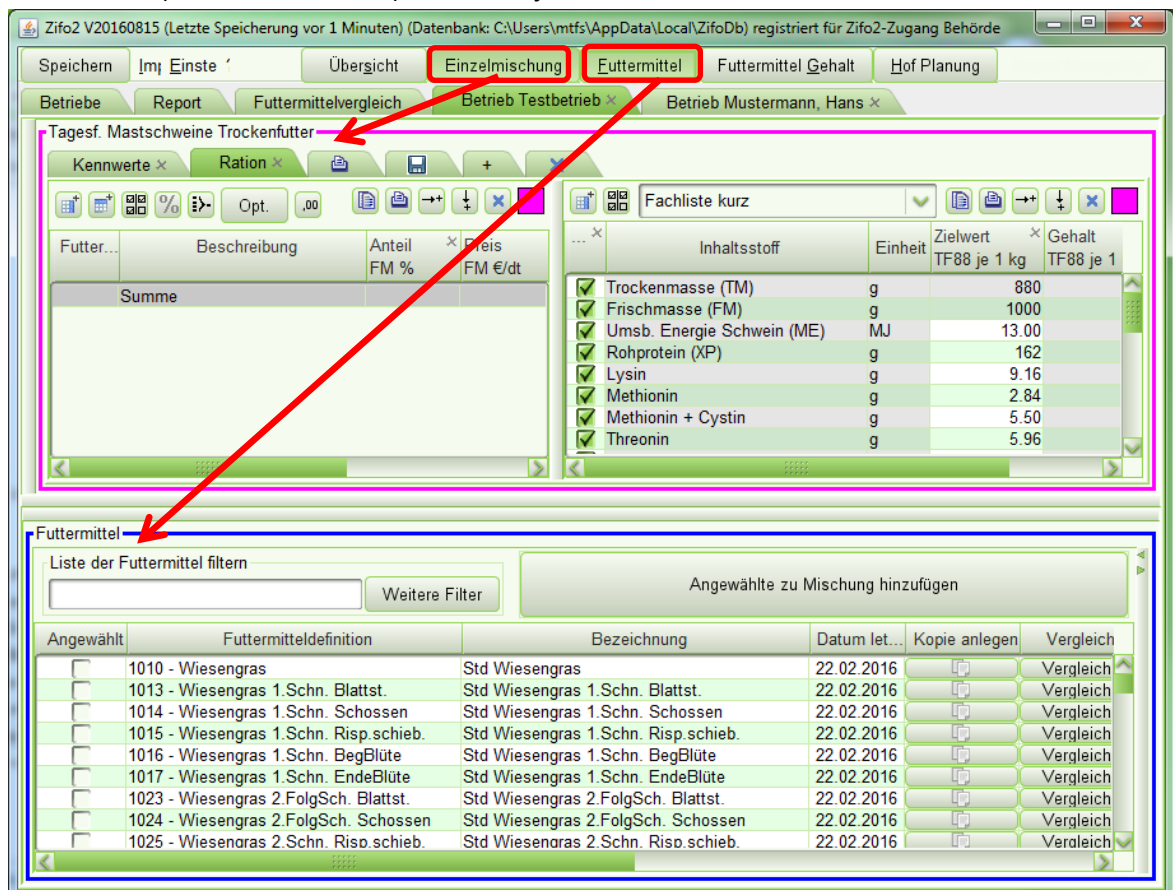 Zifo2 V20160815 (Letzte Speicherung vor 1 Minuten) (Datenbank: C:\Users\mtfs\AppData\Local\ZifoDb) registriert für Zifo2-Zugang Behörde
Speichern Imp Einste Übersicht Einzelmischung Futtermittel Futtermittel Gehalt Hof Planung
Betriebe Report Futtermittelvergleich Betrieb Testbetrieb × Betrieb Mustermann, Hans ×
Tagesf. Mastschweine Trockenfutter
Kennwerte × Ration × + ×
% Opt. ,00 Fachliste kurz
Futter... Beschreibung Anteil FM % × Preis FM €/dt
Summe
... × Inhaltsstoff Einheit Zielwert TF88 je 1 kg × Gehalt TF88 je 1
Trockenmasse (TM) g 880
Frischmasse (FM) g 1000
Umsb. Energie Schwein (ME) MJ 13.00
Rohprotein (XP) g 162
Lysin g 9.16
Methionin g 2.84
Methionin + Cystin g 5.50
Threonin g 5.96
Futtermittel
Liste der Futtermittel filtern
Weitere Filter Angewählte zu Mischung hinzufügen
Angewählt Futtermitteldefinition Bezeichnung Datum let... Kopie anlegen Vergleich
1010 - Wiesengras Std Wiesengras 22.02.2016 Vergleich
1013 - Wiesengras 1.Schn. Blattst. Std Wiesengras 1.Schn. Blattst. 22.02.2016 Vergleich
1014 - Wiesengras 1.Schn. Schossen Std Wiesengras 1.Schn. Schossen 22.02.2016 Vergleich
1015 - Wiesengras 1.Schn. Risp.schieb. Std Wiesengras 1.Schn. Risp.schieb. 22.02.2016 Vergleich
1016 - Wiesengras 1.Schn. BegBlüte Std Wiesengras 1.Schn. BegBlüte 22.02.2016 Vergleich
1017 - Wiesengras 1.Schn. EndeBlüte Std Wiesengras 1.Schn. EndeBlüte 22.02.2016 Vergleich
1023 - Wiesengras 2.FolgSch. Blattst. Std Wiesengras 2.FolgSch. Blattst. 22.02.2016 Vergleich
1024 - Wiesengras 2.FolgSch. Schossen Std Wiesengras 2.FolgSch. Schossen 22.02.2016 Vergleich
1025 - Wiesengras 2.Schn. Risp.schieb. Std Wiesengras 2.Schn. Risp.schieb. 22.02.2016 Vergleich